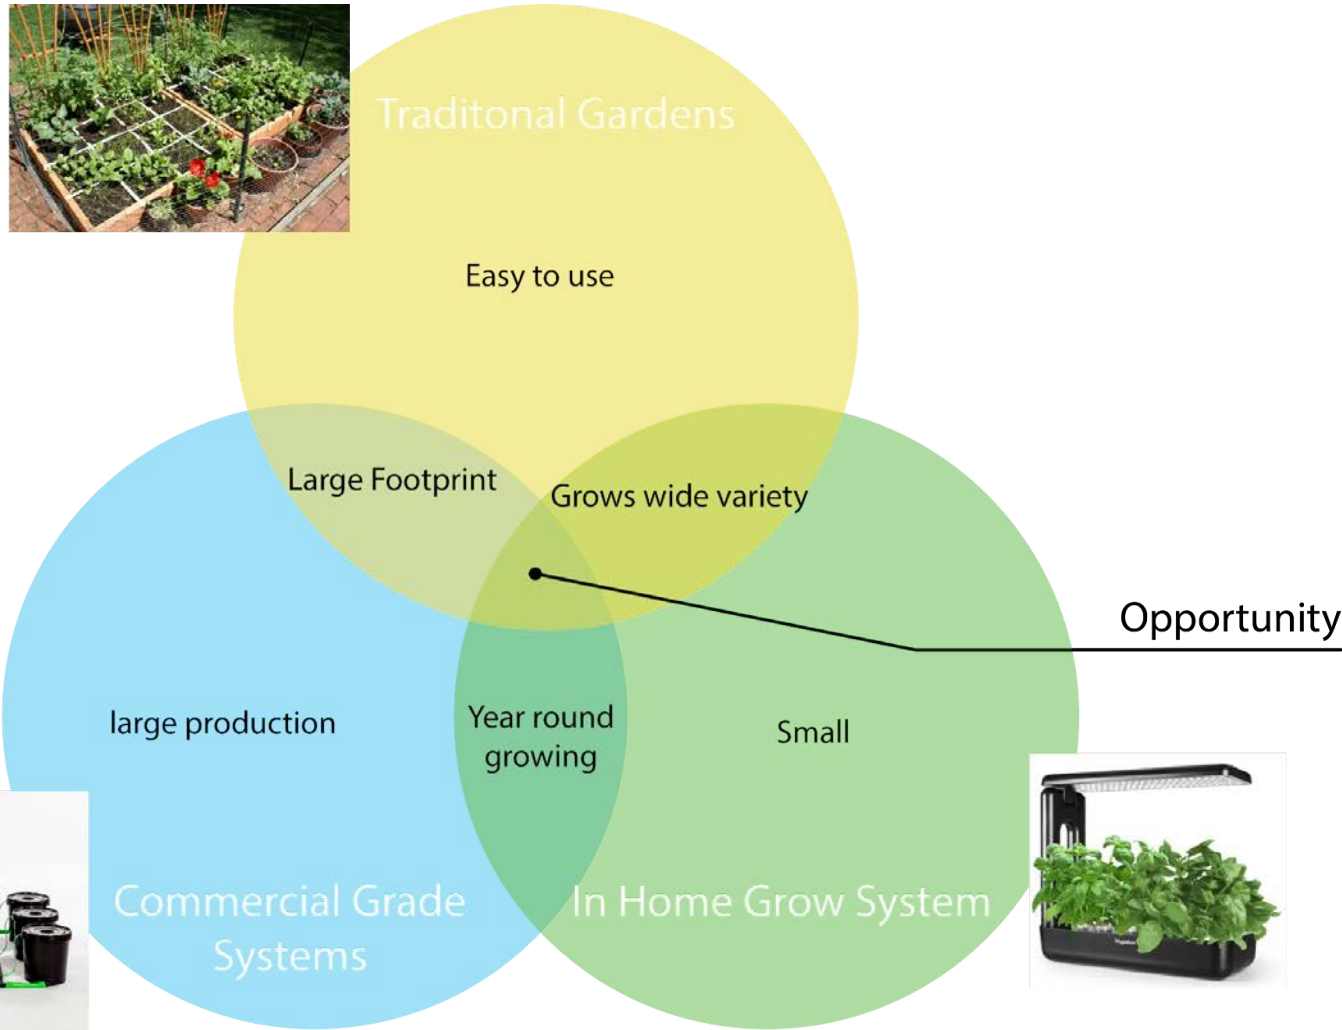 Traditonal Gardens
Easy to use
Large Footprint
Grows wide variety
Opportunity
large production
Year round
growing
Small
Commercial Grade
Systems
In Home Grow System